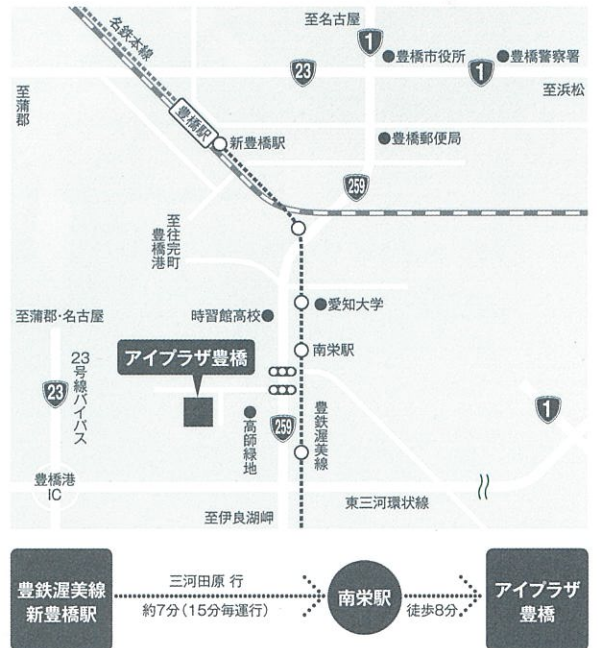 至名古屋
名鉄本線
1
豊橋市役所
豊橋警察署
23
1
至浜松
至蒲郡
豊橋駅
新豊橋駅
豊橋郵便局
259
至往完町
豊橋港
至蒲郡・名古屋
時習館高校
愛知大学
アイプラザ豊橋
南栄駅
23
23号線バイパス
高師緑地
259
豊鉄渥美線
1
豊橋港
IC
東三河環状線
至伊良湖岬
豊鉄渥美線
新豊橋駅
三河田原 行
約7分(15分毎運行)
南栄駅
徒歩8分
アイプラザ
豊橋